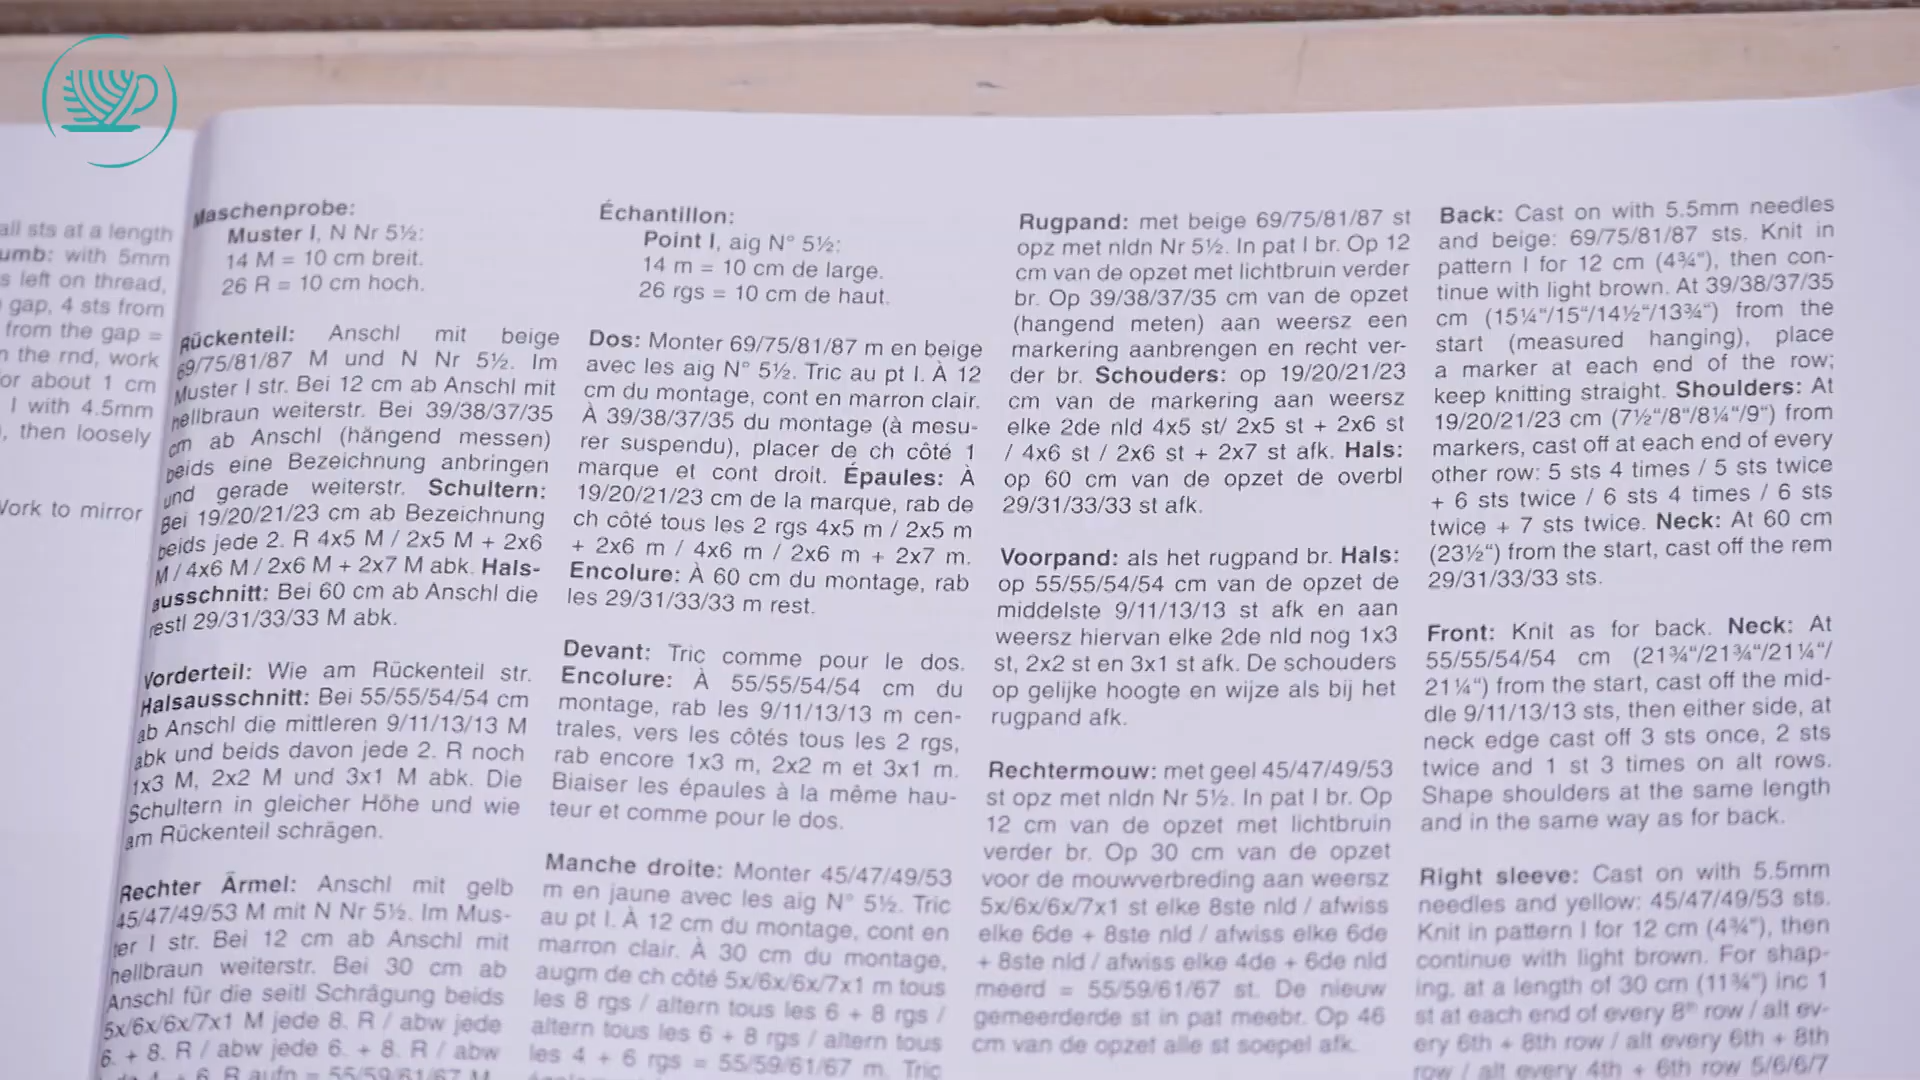 all sts at a length
umb: with 5mm
s left on thread,
gap, 4 sts from
from the gap =
n the rnd, work
or about 1 cm
I with 4.5mm
, then loosely
Work to mirror
Maschenprobe:
Muster I, N Nr 5½:
14 M = 10 cm breit.
26 R = 10 cm hoch.
Rückenteil: Anschl mit beige
69/75/81/87 M und N Nr 5½. Im
Muster I str. Bei 12 cm ab Anschl mit
hellbraun weiterstr. Bei 39/38/37/35
cm ab Anschl (hängend messen)
beids eine Bezeichnung anbringen
und gerade weiterstr. Schultern:
Bei 19/20/21/23 cm ab Bezeichnung
beids jede 2. R 4x5 M / 2x5 M + 2x6
M / 4x6 M / 2x6 M + 2x7 M abk. Hals-
ausschnitt: Bei 60 cm ab Anschl die
restl 29/31/33/33 M abk.
Vorderteil: Wie am Rückenteil str.
Halsausschnitt: Bei 55/55/54/54 cm
ab Anschl die mittleren 9/11/13/13 M
abk und beids davon jede 2. R noch
1x3 M, 2x2 M und 3x1 M abk. Die
Schultern in gleicher Höhe und wie
am Rückenteil schrägen.
Rechter Ärmel: Anschl mit gelb
45/47/49/53 M mit N Nr 5½. Im Mus-
ter I str. Bei 12 cm ab Anschl mit
hellbraun weiterstr. Bei 30 cm ab
Anschl für die seitl Schrägung beids
5x/6x/6x/7x1 M jede 8. R / abw jede
6. + 8. R / abw jede 6. + 8. R / abw
4. + 6. R aufn = 55/59/61/67 M.
Échantillon:
Point I, aig N° 5½:
14 m = 10 cm de large.
26 rgs = 10 cm de haut.
Dos: Monter 69/75/81/87 m en beige
avec les aig N° 5½. Tric au pt I. À 12
cm du montage, cont en marron clair.
À 39/38/37/35 du montage (à mesu-
rer suspendu), placer de ch côté 1
marque et cont droit. Épaules: À
19/20/21/23 cm de la marque, rab de
ch côté tous les 2 rgs 4x5 m / 2x5 m
+ 2x6 m / 4x6 m / 2x6 m + 2x7 m.
Encolure: À 60 cm du montage, rab
les 29/31/33/33 m rest.
Devant: Tric comme pour le dos.
Encolure: À 55/55/54/54 cm du
montage, rab les 9/11/13/13 m cen-
trales, vers les côtés tous les 2 rgs,
rab encore 1x3 m, 2x2 m et 3x1 m.
Biaiser les épaules à la même hau-
teur et comme pour le dos.
Manche droite: Monter 45/47/49/53
m en jaune avec les aig N° 5½. Tric
au pt I. À 12 cm du montage, cont en
marron clair. À 30 cm du montage,
augm de ch côté 5x/6x/6x/7x1 m tous
les 8 rgs / altern tous les 6 + 8 rgs /
altern tous les 6 + 8 rgs / altern tous
les 4 + 6 rgs = 55/59/61/67 m. Tric
Rugpand: met beige 69/75/81/87 st
opz met nldn Nr 5½. In pat I br. Op 12
cm van de opzet met lichtbruin verder
br. Op 39/38/37/35 cm van de opzet
(hangend meten) aan weersz een
markering aanbrengen en recht ver-
der br. Schouders: op 19/20/21/23
cm van de markering aan weersz
elke 2de nld 4x5 st/ 2x5 st + 2x6 st
/ 4x6 st / 2x6 st + 2x7 st afk. Hals:
op 60 cm van de opzet de overbl
29/31/33/33 st afk.
Voorpand: als het rugpand br. Hals:
op 55/55/54/54 cm van de opzet de
middelste 9/11/13/13 st afk en aan
weersz hiervan elke 2de nld nog 1x3
st, 2x2 st en 3x1 st afk. De schouders
op gelijke hoogte en wijze als bij het
rugpand afk.
Rechtermouw: met geel 45/47/49/53
st opz met nldn Nr 5½. In pat I br. Op
12 cm van de opzet met lichtbruin
verder br. Op 30 cm van de opzet
voor de mouwverbreding aan weersz
5x/6x/6x/7x1 st elke 8ste nld / afwiss
elke 6de + 8ste nld / afwiss elke 6de
+ 8ste nld / afwiss elke 4de + 6de nld
meerd = 55/59/61/67 st. De nieuw
gemeerderde st in pat meebr. Op 46
cm van de opzet alle st soepel afk.
Back: Cast on with 5.5mm needles
and beige: 69/75/81/87 sts. Knit in
pattern I for 12 cm (4¾“), then con-
tinue with light brown. At 39/38/37/35
cm (15¼“/15“/14½“/13¾“) from the
start (measured hanging), place
a marker at each end of the row;
keep knitting straight. Shoulders: At
19/20/21/23 cm (7½“/8“/8¼“/9“) from
markers, cast off at each end of every
other row: 5 sts 4 times / 5 sts twice
+ 6 sts twice / 6 sts 4 times / 6 sts
twice + 7 sts twice. Neck: At 60 cm
(23½“) from the start, cast off the rem
29/31/33/33 sts.
Front: Knit as for back. Neck: At
55/55/54/54 cm (21¾“/21¾“/21¼“/
21¼“) from the start, cast off the mid-
dle 9/11/13/13 sts, then either side, at
neck edge cast off 3 sts once, 2 sts
twice and 1 st 3 times on alt rows.
Shape shoulders at the same length
and in the same way as for back.
Right sleeve: Cast on with 5.5mm
needles and yellow: 45/47/49/53 sts.
Knit in pattern I for 12 cm (4¾“), then
continue with light brown. For shap-
ing, at a length of 30 cm (11¾“) inc 1
st at each end of every 8th row / alt ev-
ery 6th + 8th row / alt every 6th + 8th
row / alt every 4th + 6th row 5/6/6/7